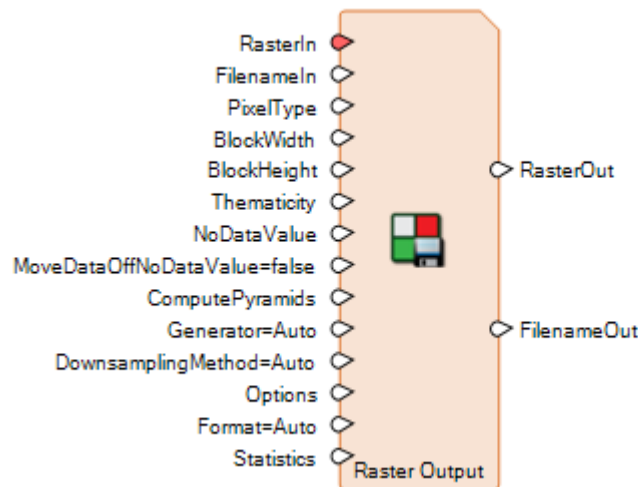 RasterIn
FilenameIn
PixelType
BlockWidth
BlockHeight
Thematicity
NoDataValue
MoveDataOffNoDataValue=false
ComputePyramids
Generator=Auto
DownsamplingMethod=Auto
Options
Format=Auto
Statistics
RasterOut
FilenameOut
Raster Output